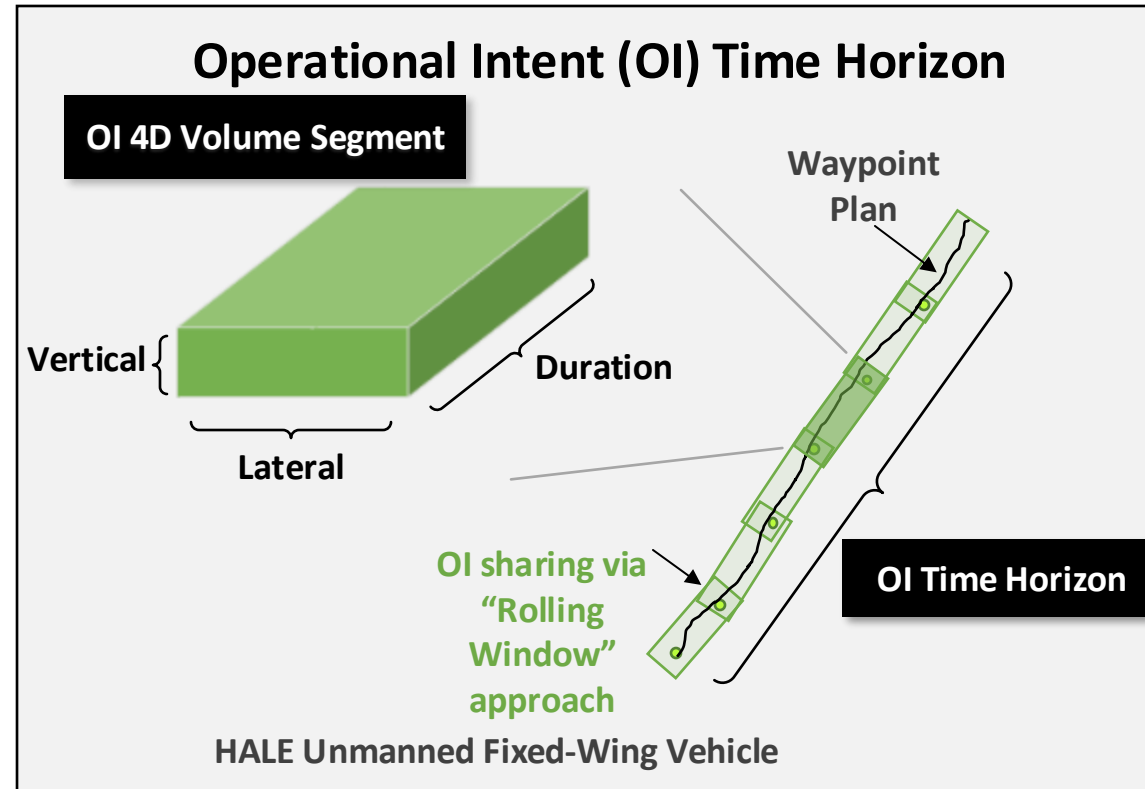 Operational Intent (OI) Time Horizon
OI 4D Volume Segment
Waypoint
Plan
Vertical
Duration
Lateral
OI sharing via
“Rolling
Window”
approach
OI Time Horizon
HALE Unmanned Fixed-Wing Vehicle